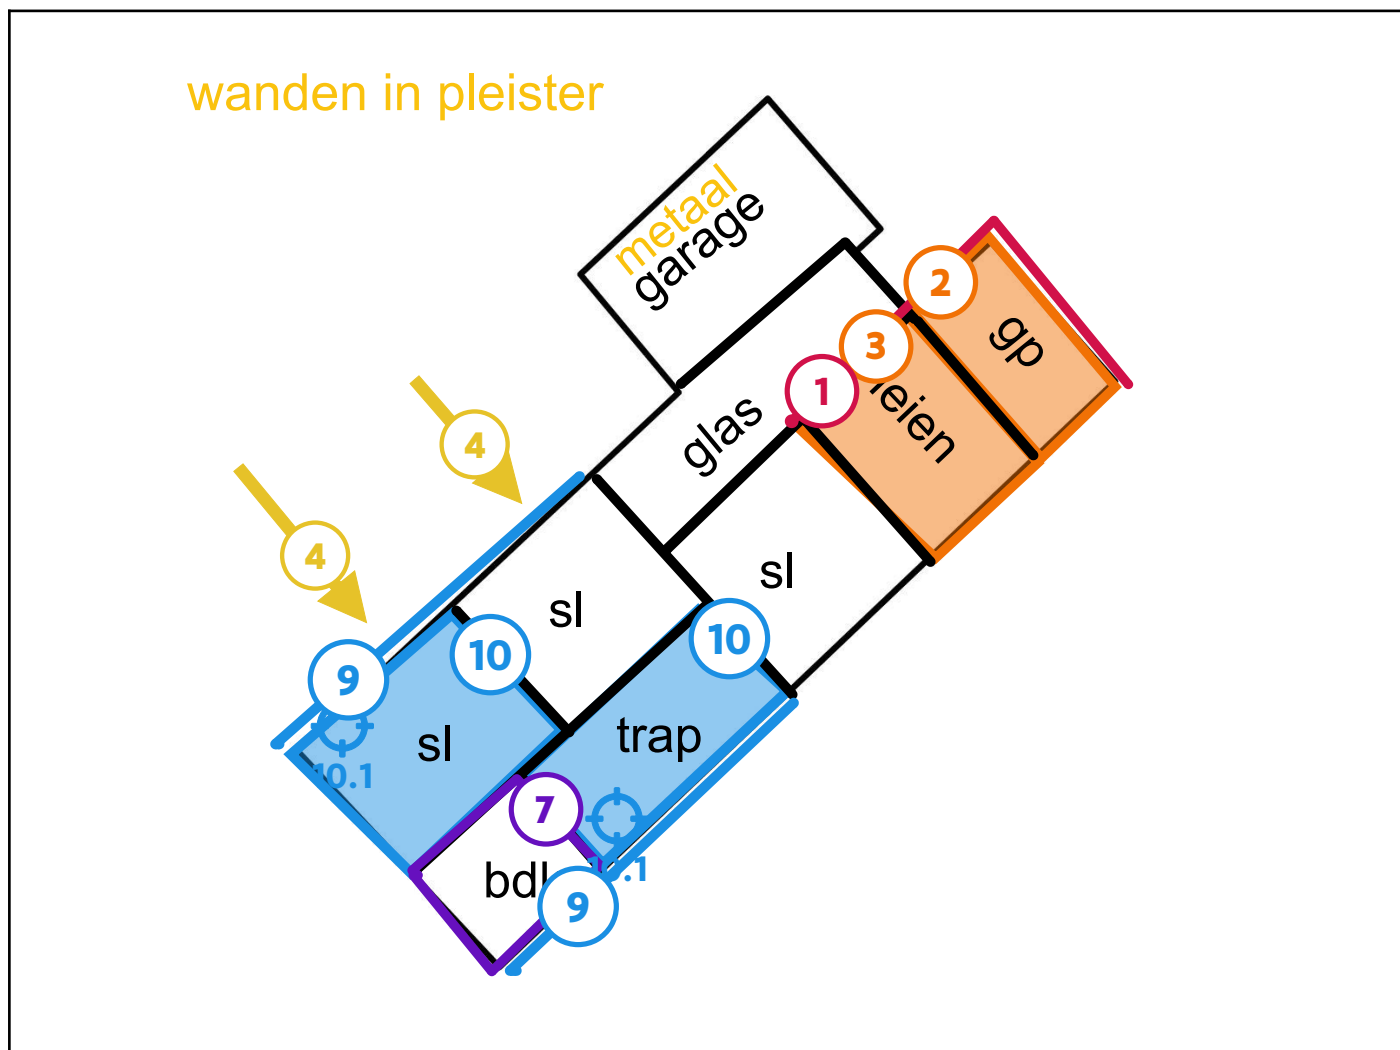 wanden in pleister
metaal
garage
2
gp
3
leien
1
glas
4
4
sl
sl
10
10
9
sl
trap
10.1
7
bdl
10.1
9